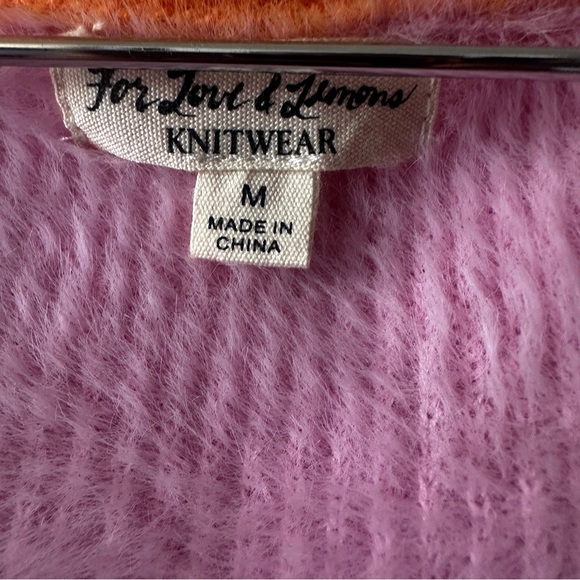 For Love & Lemons
KNITWEAR
M
MADE IN
CHINA